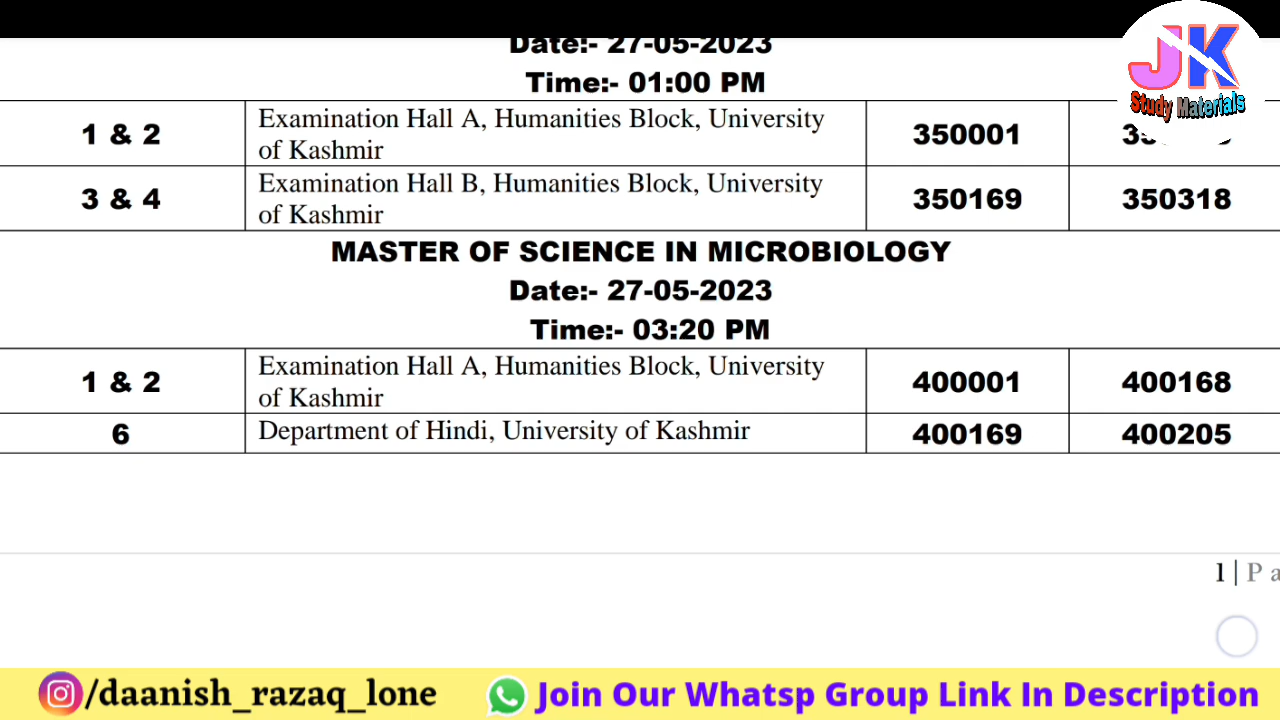 Date:- 27-05-2023
Time:- 01:00 PM
JK
Study Materials
1 & 2 Examination Hall A, Humanities Block, University of Kashmir 350001
3 & 4 Examination Hall B, Humanities Block, University of Kashmir 350169 350318
MASTER OF SCIENCE IN MICROBIOLOGY
Date:- 27-05-2023
Time:- 03:20 PM
1 & 2 Examination Hall A, Humanities Block, University of Kashmir 400001 400168
6 Department of Hindi, University of Kashmir 400169 400205
1 | P a
/daanish_razaq_lone
Join Our Whatsp Group Link In Description